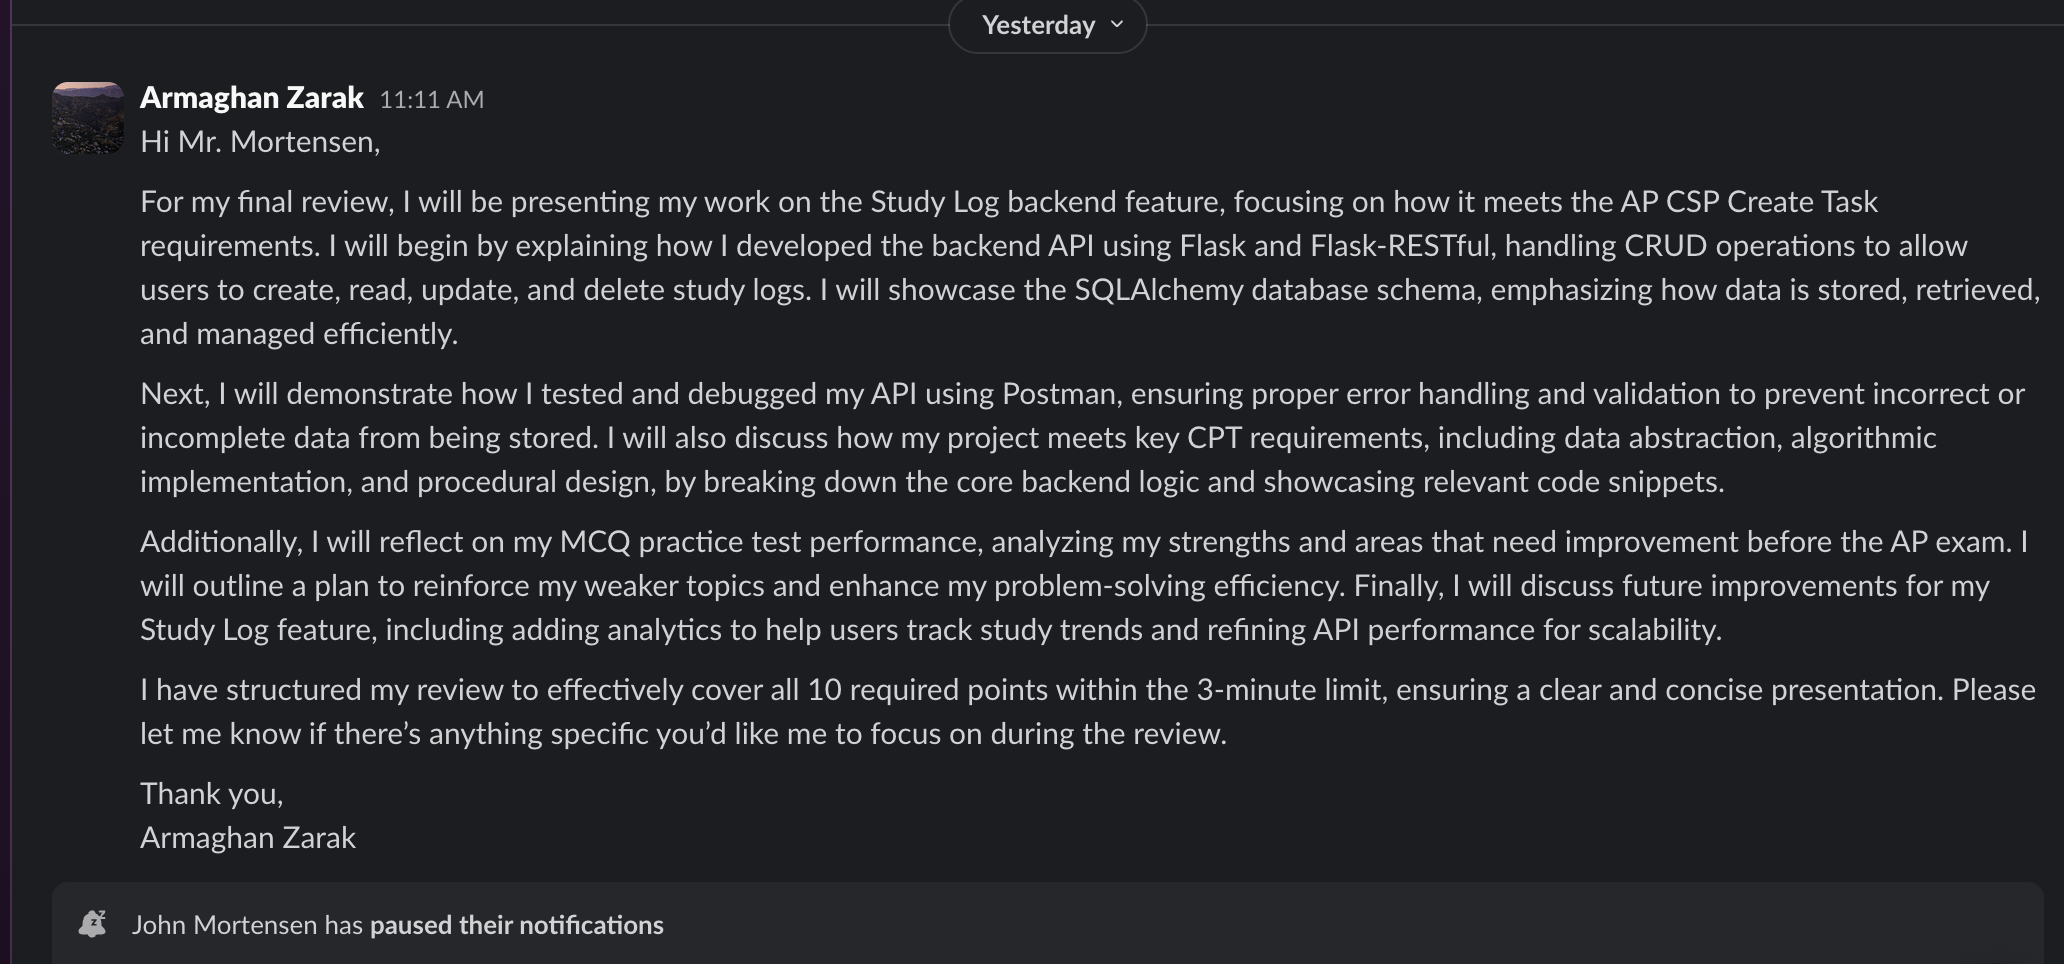 Yesterday
Armaghan Zarak 11:11 AM
Hi Mr. Mortensen,
For my final review, I will be presenting my work on the Study Log backend feature, focusing on how it meets the AP CSP Create Task
requirements. I will begin by explaining how I developed the backend API using Flask and Flask-RESTful, handling CRUD operations to allow
users to create, read, update, and delete study logs. I will showcase the SQLAlchemy database schema, emphasizing how data is stored, retrieved,
and managed efficiently.
Next, I will demonstrate how I tested and debugged my API using Postman, ensuring proper error handling and validation to prevent incorrect or
incomplete data from being stored. I will also discuss how my project meets key CPT requirements, including data abstraction, algorithmic
implementation, and procedural design, by breaking down the core backend logic and showcasing relevant code snippets.
Additionally, I will reflect on my MCQ practice test performance, analyzing my strengths and areas that need improvement before the AP exam. I
will outline a plan to reinforce my weaker topics and enhance my problem-solving efficiency. Finally, I will discuss future improvements for my
Study Log feature, including adding analytics to help users track study trends and refining API performance for scalability.
I have structured my review to effectively cover all 10 required points within the 3-minute limit, ensuring a clear and concise presentation. Please
let me know if there’s anything specific you’d like me to focus on during the review.
Thank you,
Armaghan Zarak
John Mortensen has paused their notifications